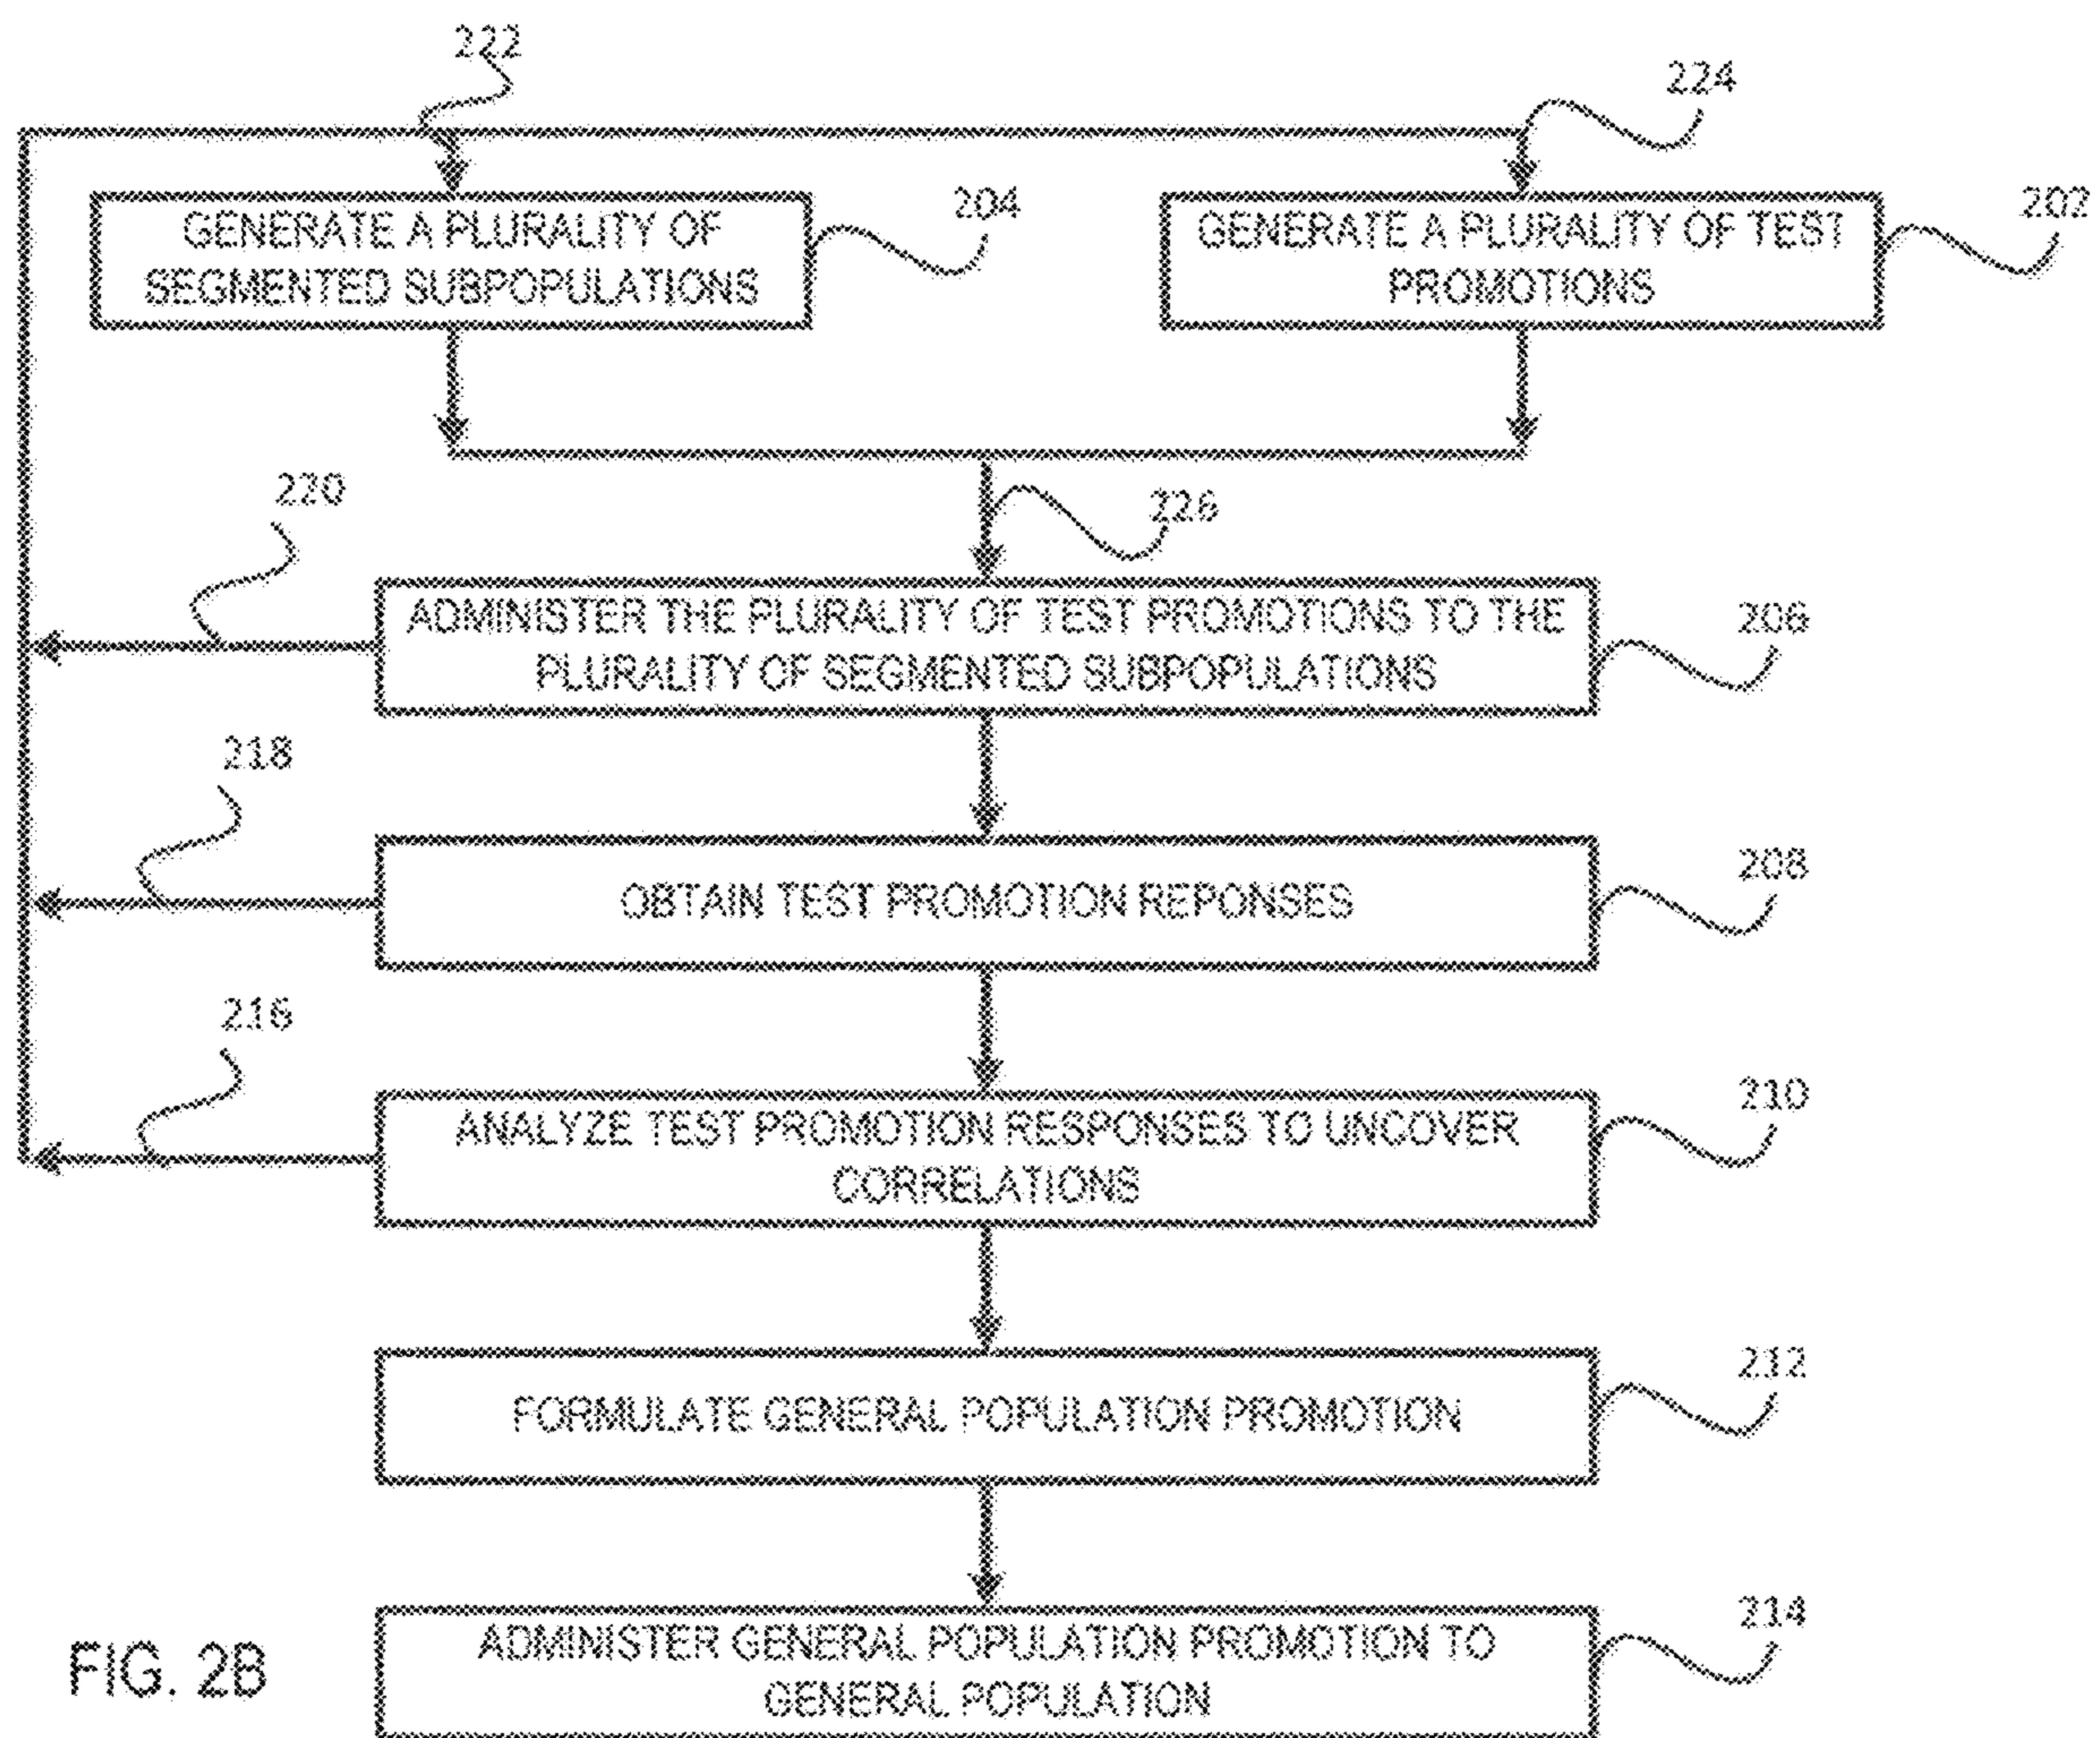 222
224
GENERATE A PLURALITY OF
SEGMENTED SUBPOPULATIONS
204
GENERATE A PLURALITY OF TEST
PROMOTIONS
202
220
226
ADMINISTER THE PLURALITY OF TEST PROMOTIONS TO THE
PLURALITY OF SEGMENTED SUBPOPULATIONS
206
218
OBTAIN TEST PROMOTION REPONSES
208
216
ANALYZE TEST PROMOTION RESPONSES TO UNCOVER
CORRELATIONS
210
FORMULATE GENERAL POPULATION PROMOTION
212
ADMINISTER GENERAL POPULATION PROMOTION TO
GENERAL POPULATION
214
FIG. 2B